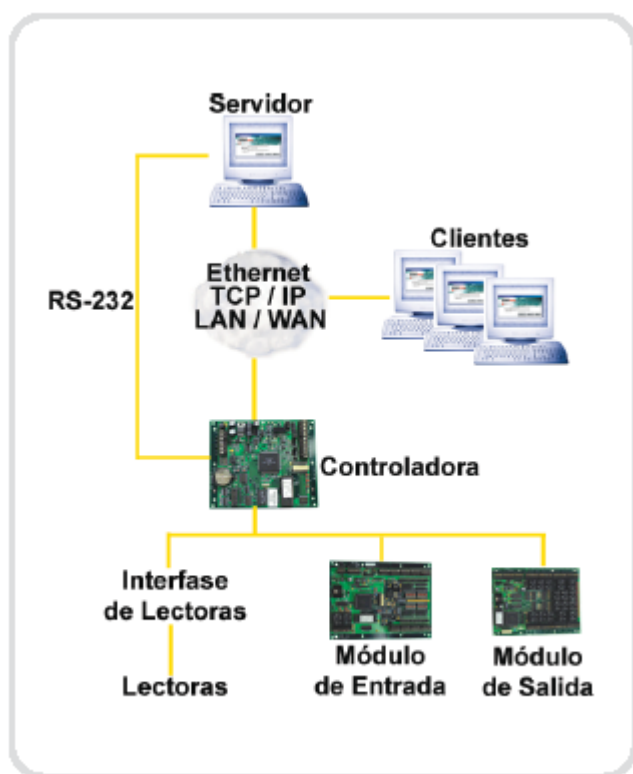 Servidor
Clientes
Ethernet
TCP / IP
LAN / WAN
RS-232
Controladora
Interfase
de Lectoras
Módulo
de Entrada
Módulo
de Salida
Lectoras